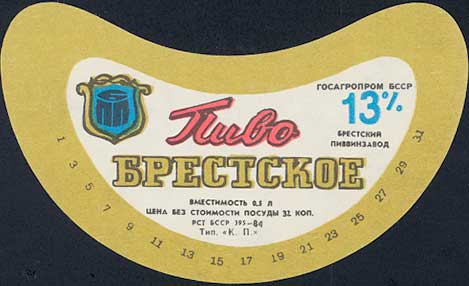 ГОСАГРОПРОМ БССР
13%
Пиво
БРЕСТСКИЙ
ПИВВИНЗАВОД
БРЕСТСКОЕ
ВМЕСТИМОСТЬ 0,5 Л
ЦЕНА БЕЗ СТОИМОСТИ ПОСУДЫ 32 КОП.
РСТ БССР 395—84
Тип. «К. П.»
1 3 5 7 9 11 13 15 17 19 21 23 25 27 29 31